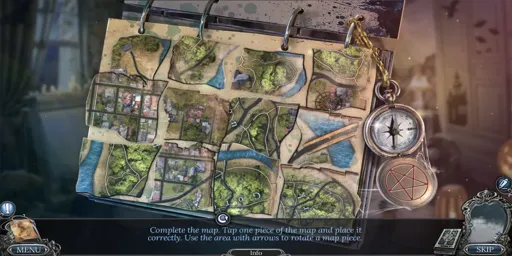 Complete the map. Tap one piece of the map and place it
correctly. Use the area with arrows to rotate a map piece.
MENU
Info
SKIP